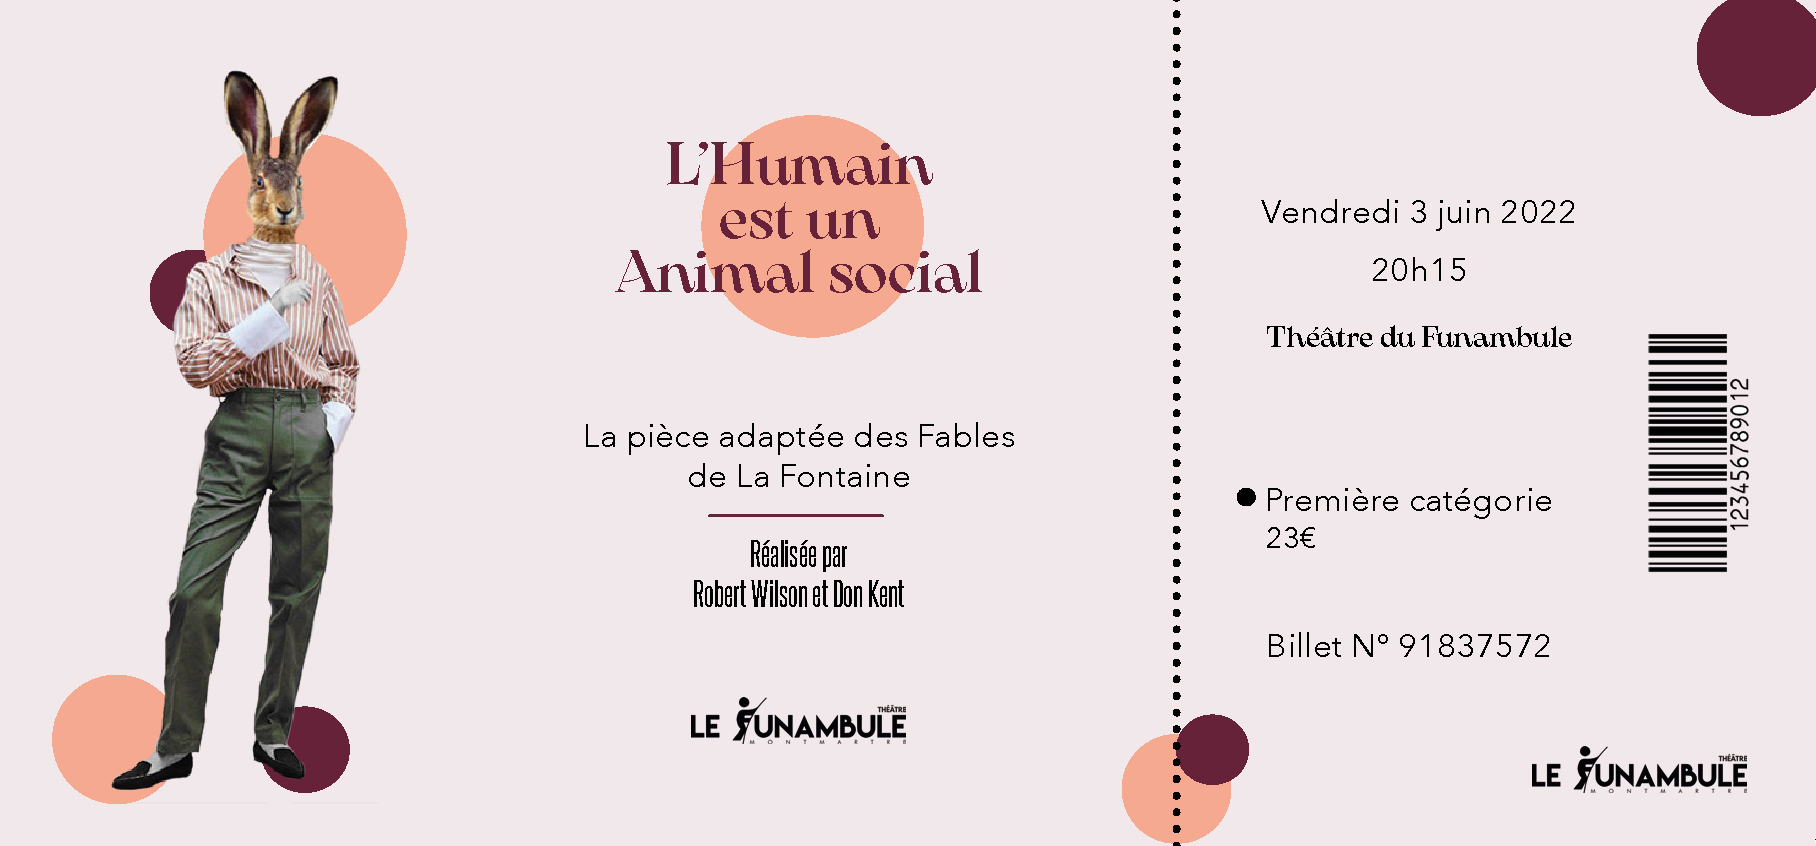 L'Humain
est un
Animal social
La pièce adaptée des Fables
de La Fontaine
Réalisée par
Robert Wilson et Don Kent
LE FUNAMBULE
THÉÂTRE
MONTMARTRE
Vendredi 3 juin 2022
20h15
Théâtre du Funambule
Première catégorie
23€
Billet N° 91837572
123456789012
LE FUNAMBULE
THÉÂTRE
MONTMARTRE